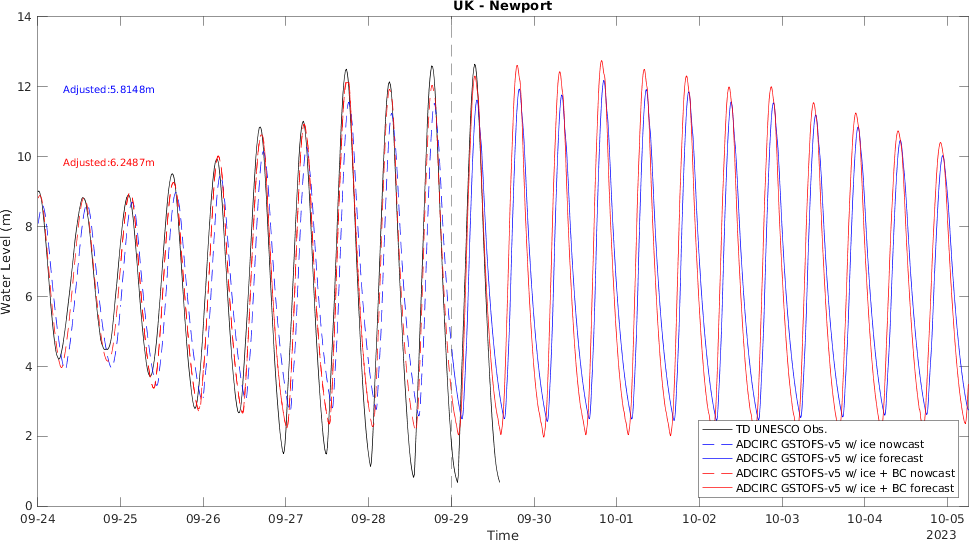 UK - Newport
14
12
10
8
6
4
2
0
Water Level (m)
Adjusted:5.8148m
Adjusted:6.2487m
TD UNESCO Obs.
ADCIRC GSTOFS-v5 w/ ice nowcast
ADCIRC GSTOFS-v5 w/ ice forecast
ADCIRC GSTOFS-v5 w/ ice + BC nowcast
ADCIRC GSTOFS-v5 w/ ice + BC forecast
09-24 09-25 09-26 09-27 09-28 09-29 09-30 10-01 10-02 10-03 10-04 10-05
Time
2023